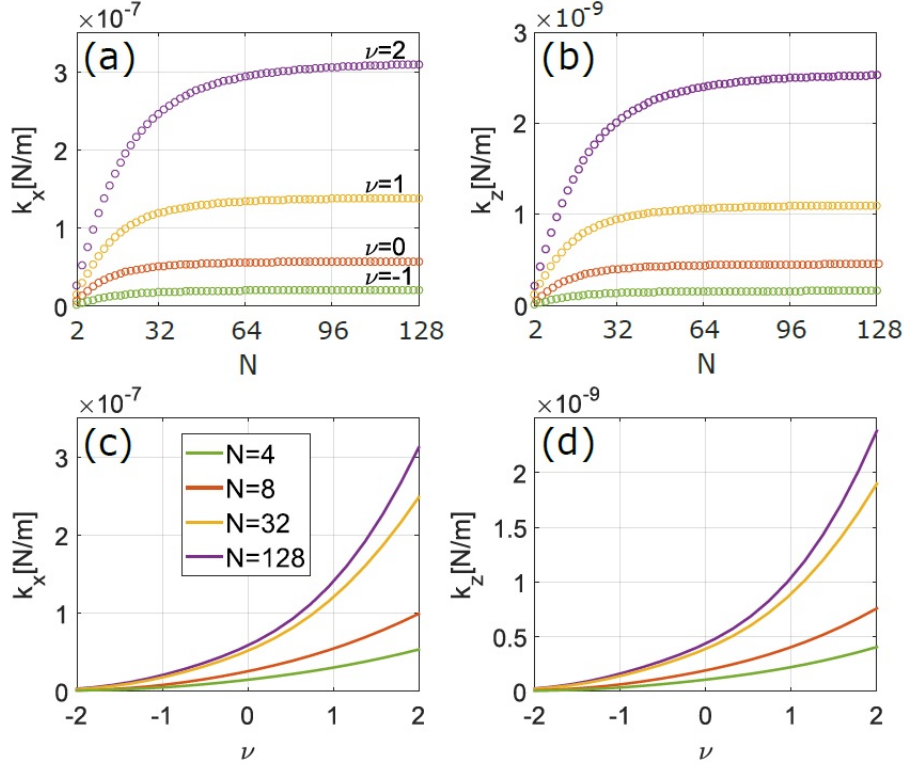 ×10⁻⁷
(a)
ν=2
ν=1
ν=0
ν=-1
3
2
1
0
kₓ[N/m]
2 32 64 96 128
N
×10⁻⁹
(b)
3
2
1
0
k_z[N/m]
2 32 64 96 128
N
×10⁻⁷
(c)
N=4
N=8
N=32
N=128
3
2
1
0
kₓ[N/m]
-2 -1 0 1 2
ν
×10⁻⁹
(d)
2
1.5
1
0.5
0
k_z[N/m]
-2 -1 0 1 2
ν